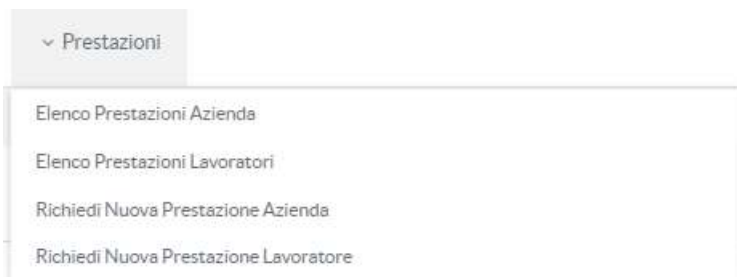 Prestazioni
Elenco Prestazioni Azienda
Elenco Prestazioni Lavoratori
Richiedi Nuova Prestazione Azienda
Richiedi Nuova Prestazione Lavoratore